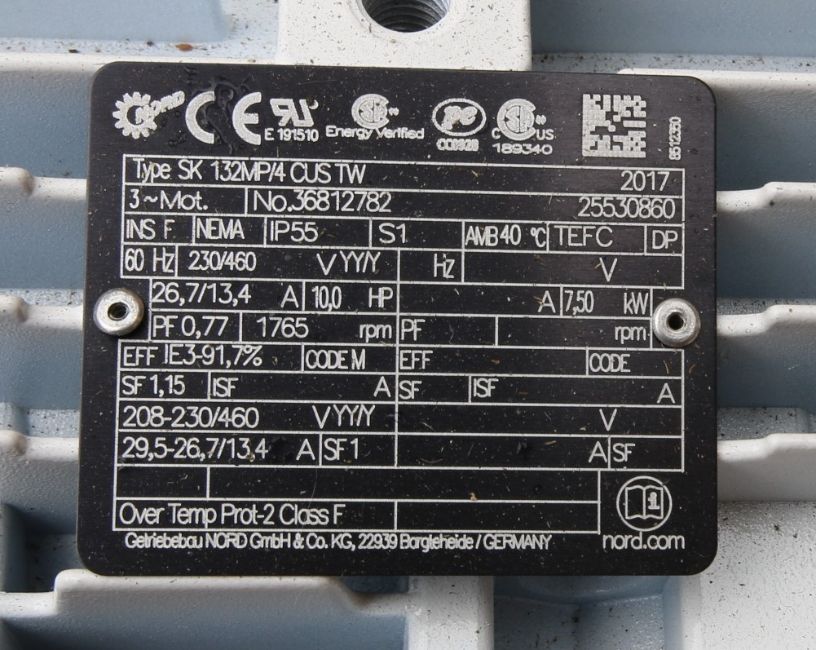 NORD CE RU Energy Verified CC092B C US
E 191510 189340 8512350
Type SK 132MP/4 CUS TW 2017
3~Mot. No.36812782 25530860
INS F NEMA IP55 S1 AMB 40 °C TEFC DP
60 Hz 230/460 V YY/Y Hz V
26,7/13,4 A 10,0 HP A 7,50 kW
PF 0,77 1765 rpm PF rpm
EFF IE3-91,7% CODE M EFF CODE
SF 1,15 ISF A SF ISF A
208-230/460 V YY/Y V
29,5-26,7/13,4 A SF 1 A SF
Over Temp Prot-2 Class F
Getriebebau NORD GmbH & Co. KG, 22939 Bargteheide / GERMANY nord.com